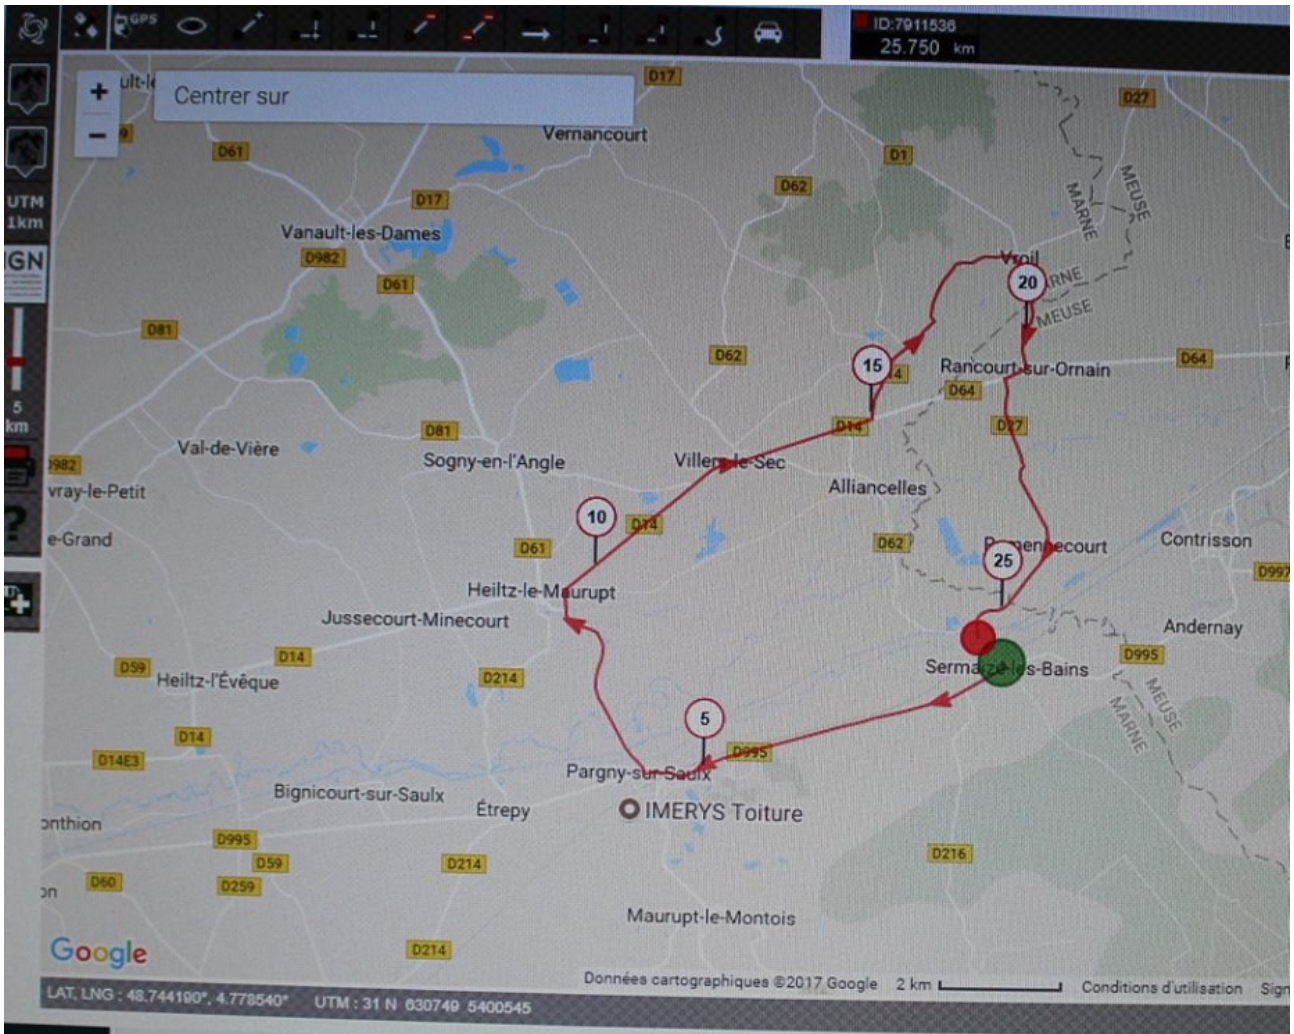 GPS
ID:7911536
25.750 km
Centrer sur
D17
D27
Vernancourt
D61
D1
D62
D17
MEUSE
MARNE
UTM
1km
Vanault-les-Dames
D982
Vroil
IGN
D61
20
MEUSE
D81
D62
15
Rancourt-sur-Ornain
D64
D64
5
km
D14
D27
D81
Val-de-Vière
Sogny-en-l'Angle
Villers-le-Sec
D982
Alliancelles
vray-le-Petit
10
D14
e-Grand
D61
D62
Contrisson
25
D997
Heiltz-le-Maurupt
Jussecourt-Minecourt
Andernay
D14
D59
D995
Heiltz-l'Évêque
D214
Sermaize-les-Bains
MEUSE
MARNE
5
D14
D995
D14E3
Pargny-sur-Saulx
Bignicourt-sur-Saulx
Étrepy
IMERYS Toiture
onthion
D995
D59
D214
D216
D60
D259
on
Maurupt-le-Montois
Google
D214
Données cartographiques ©2017 Google 2 km Conditions d'utilisation Sign
LAT, LNG : 48.744190°, 4.778540° UTM : 31 N 630749 5400545